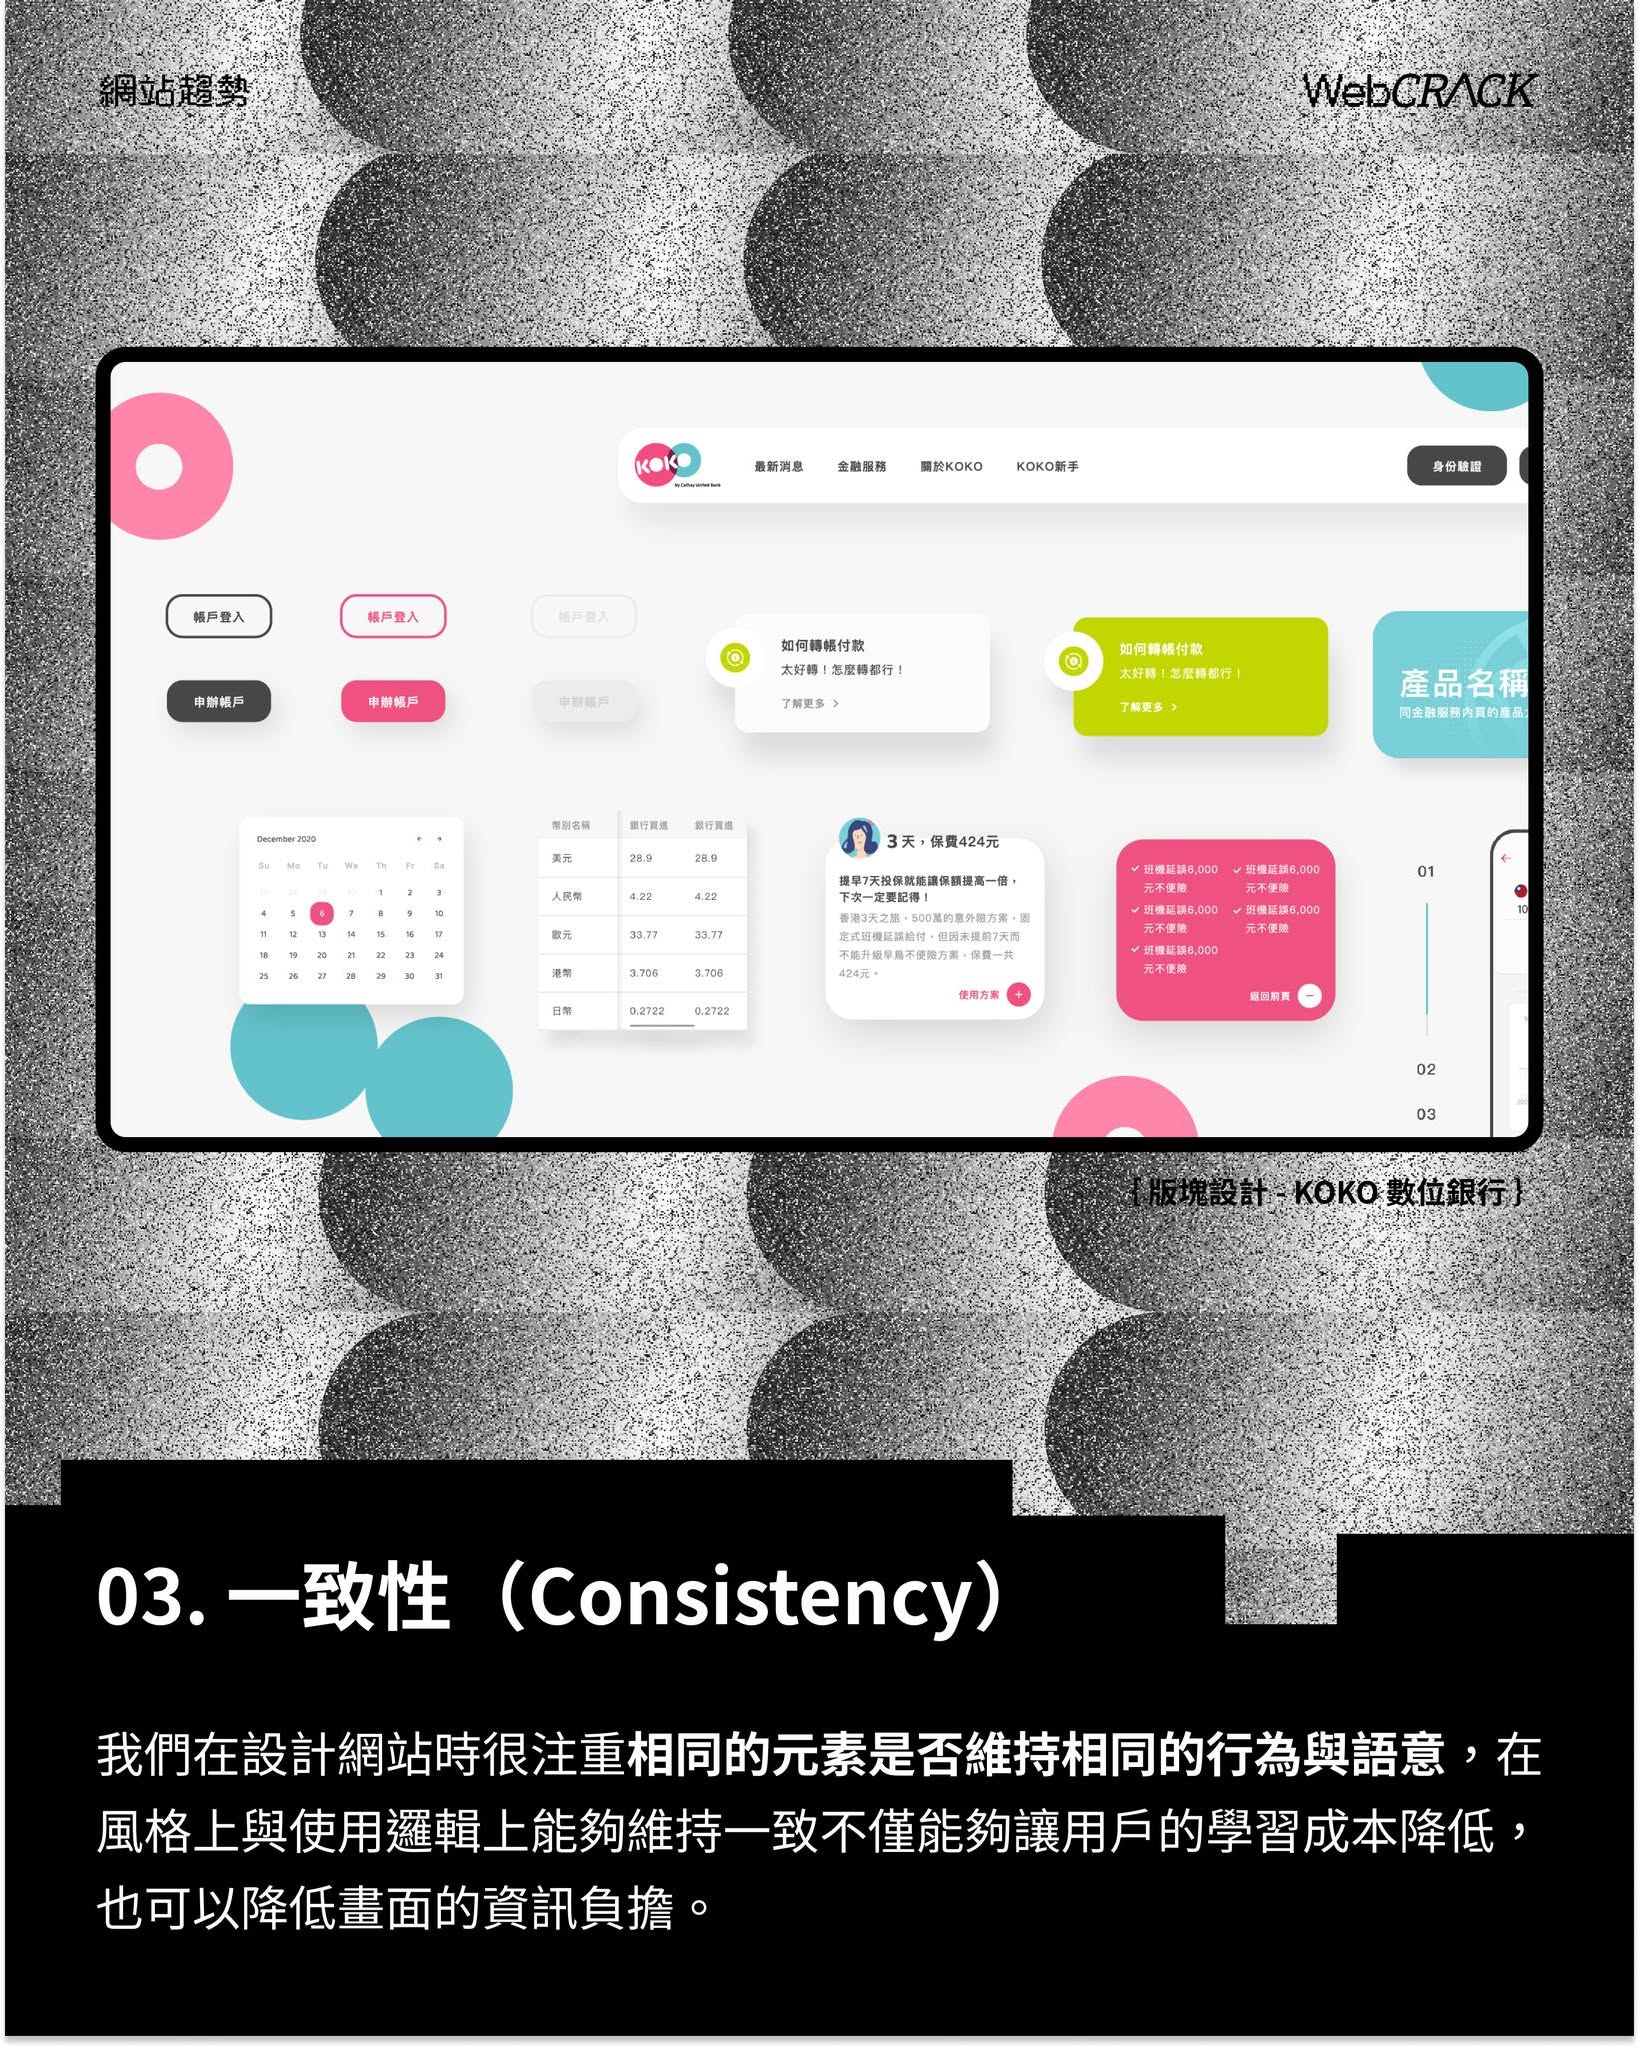 網站趨勢
WebCRACK
KOKO
by Cathay United Bank
最新消息 金融服務 關於KOKO KOKO新手
身份驗證
帳戶登入 帳戶登入 帳戶登入
申辦帳戶 申辦帳戶 申辦帳戶
如何轉帳付款
太好轉！怎麼轉都行！
了解更多
如何轉帳付款
太好轉！怎麼轉都行！
了解更多
產品名稱
同金融服務內頁的產品
December 2020
Su Mo Tu We Th Fr Sa
1 2 3
4 5 6 7 8 9 10
11 12 13 14 15 16 17
18 19 20 21 22 23 24
25 26 27 28 29 30 31
幣別名稱 銀行買進 銀行買進
美元 28.9 28.9
人民幣 4.22 4.22
歐元 33.77 33.77
港幣 3.706 3.706
日幣 0.2722 0.2722
3 天，保費424元
提早7天投保就能讓保額提高一倍，
下次一定要記得！
香港3天之旅，500萬的意外險方案，固
定式班機延誤給付，但因未提前7天而
不能升級早鳥不便險方案，保費一共
424元。
使用方案
班機延誤6,000 班機延誤6,000
元不便險 元不便險
班機延誤6,000 班機延誤6,000
元不便險 元不便險
班機延誤6,000
元不便險
返回前頁
01
02
03
10
{ 版塊設計 - KOKO 數位銀行 }
03. 一致性（Consistency）
我們在設計網站時很注重相同的元素是否維持相同的行為與語意，在
風格上與使用邏輯上能夠維持一致不僅能夠讓用戶的學習成本降低，
也可以降低畫面的資訊負擔。